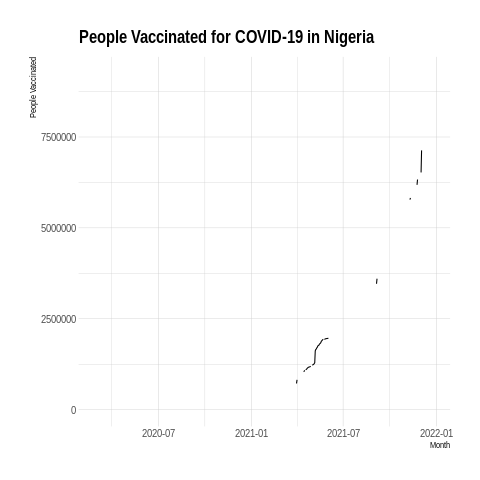 People Vaccinated for COVID-19 in Nigeria
People Vaccinated
7500000
5000000
2500000
0
2020-07
2021-01
2021-07
2022-01
Month